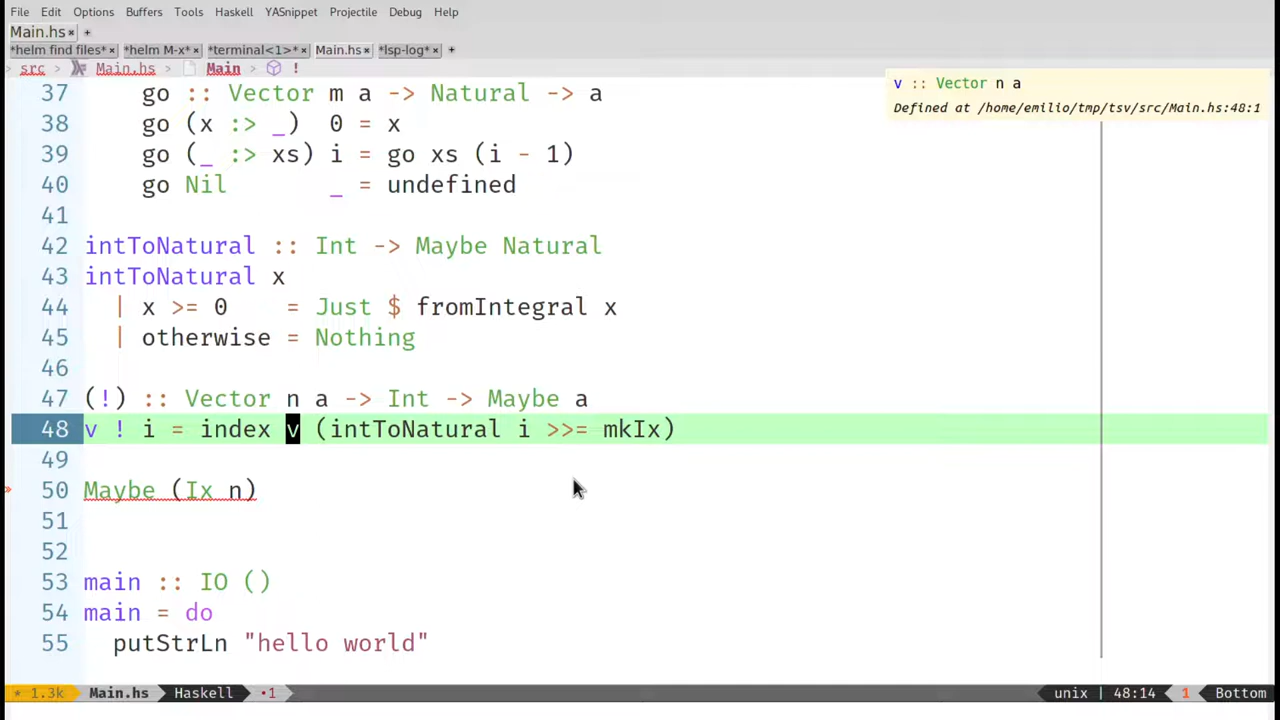 File Edit Options Buffers Tools Haskell YASnippet Projectile Debug Help
Main.hs × +
*helm find files* × *helm M-x* × *terminal<1>* × Main.hs × *lsp-log* × +
> src > Main.hs > Main > !
v :: Vector n a
Defined at /home/emilio/tmp/tsv/src/Main.hs:48:1
37 go :: Vector m a -> Natural -> a
38 go (x :> _) 0 = x
39 go (_ :> xs) i = go xs (i - 1)
40 go Nil _ = undefined
41
42 intToNatural :: Int -> Maybe Natural
43 intToNatural x
44 | x >= 0 = Just $ fromIntegral x
45 | otherwise = Nothing
46
47 (!) :: Vector n a -> Int -> Maybe a
48 v ! i = index v (intToNatural i >>= mkIx)
49
» 50 Maybe (Ix n)
51
52
53 main :: IO ()
54 main = do
55 putStrLn "hello world"
* 1.3k Main.hs Haskell •1 unix | 48:14 1 Bottom